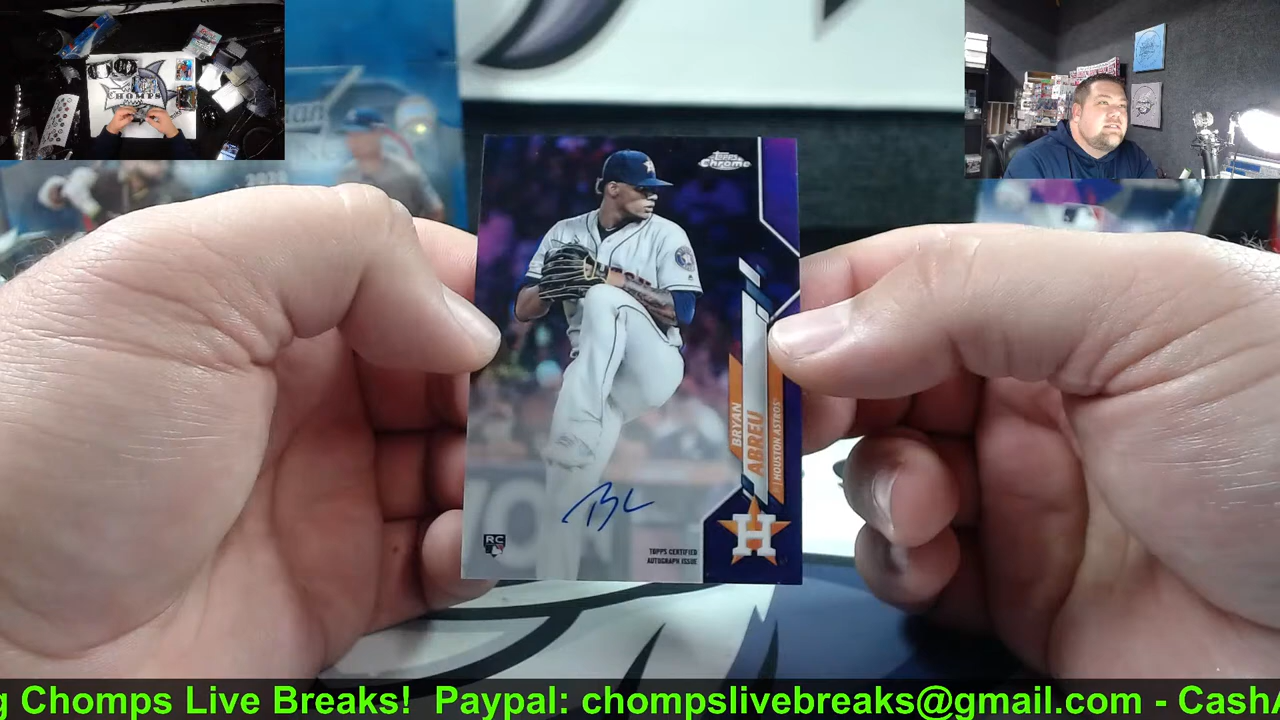 CHOMPS
Topps
Chrome
BRYAN
ABREU
HOUSTON ASTROS
H
RC
TOPPS CERTIFIED
AUTOGRAPH ISSUE
g Chomps Live Breaks!  Paypal: chompslivebreaks@gmail.com - Cash